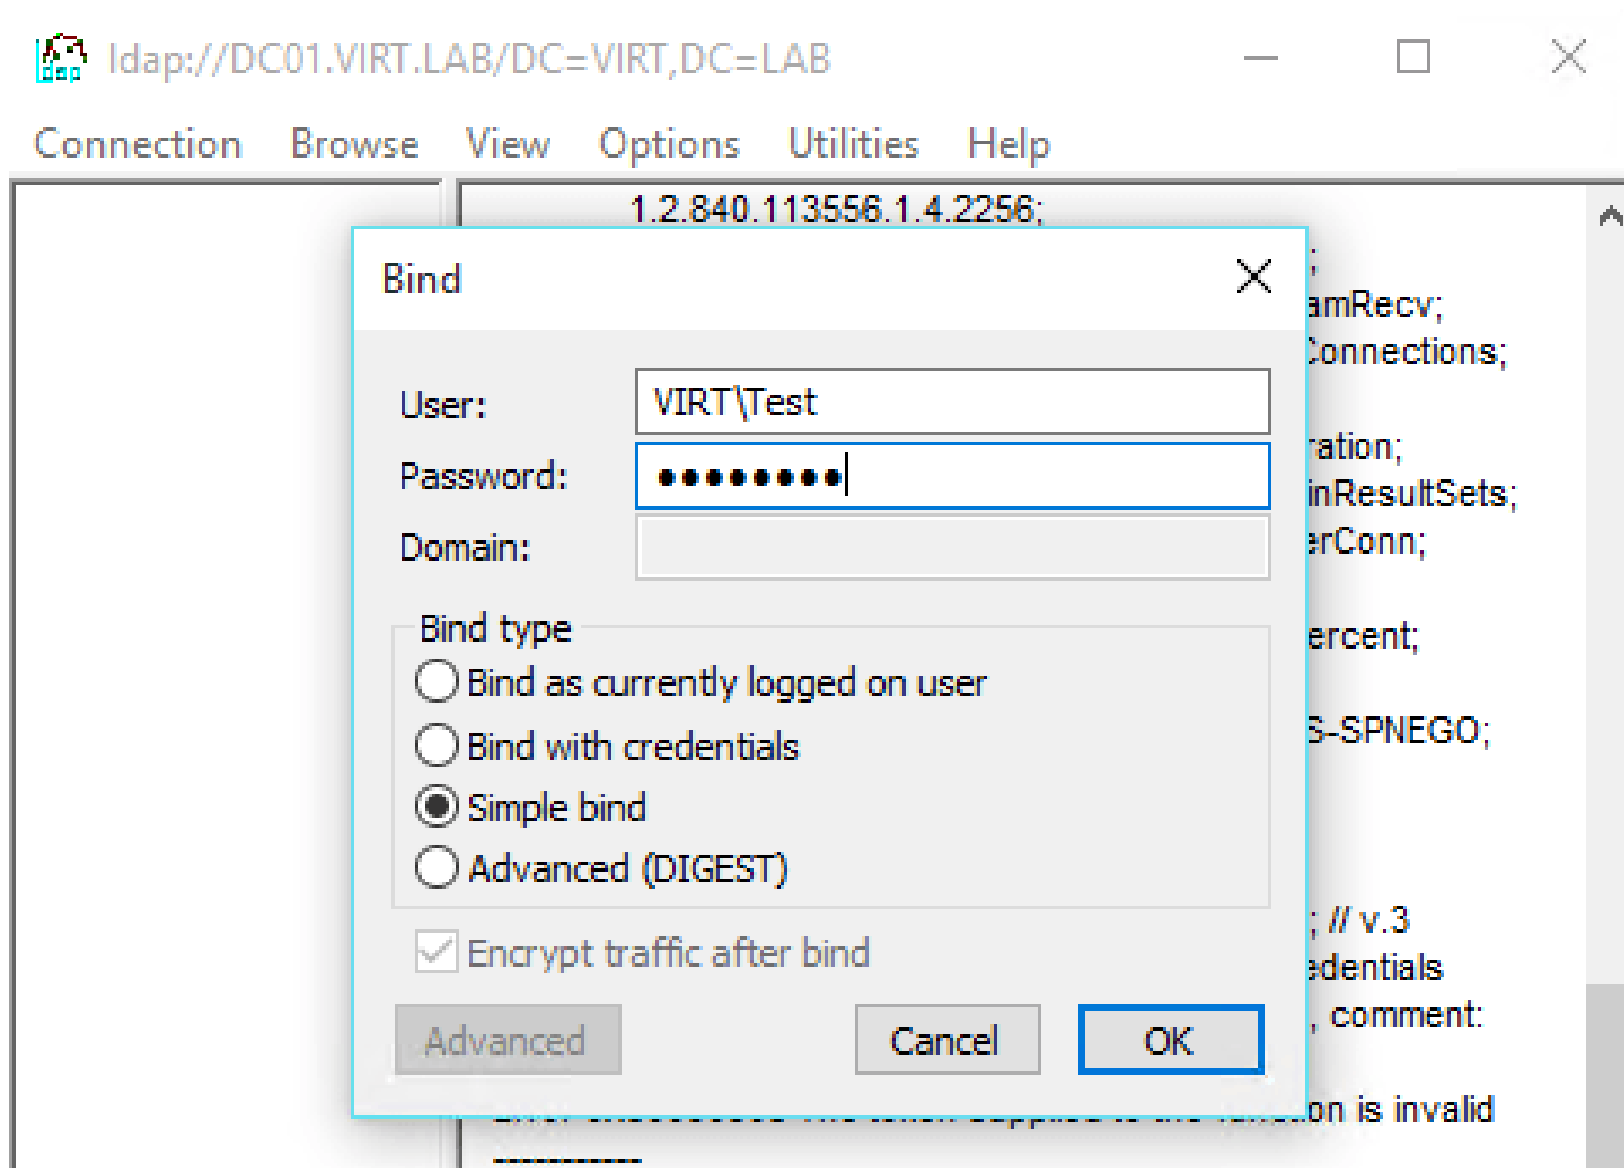 ldap
ldap://DC01.VIRT.LAB/DC=VIRT,DC=LAB
Connection Browse View Options Utilities Help
1.2.840.113556.1.4.2256;
;
amRecv;
Connections;
ration;
inResultSets;
erConn;
ercent;
S-SPNEGO;
; // v.3
edentials
, comment:
on is invalid
-----------
Bind
User: VIRT\Test
Password: ●●●●●●●●
Domain:
Bind type
Bind as currently logged on user
Bind with credentials
Simple bind
Advanced (DIGEST)
Encrypt traffic after bind
Advanced Cancel OK